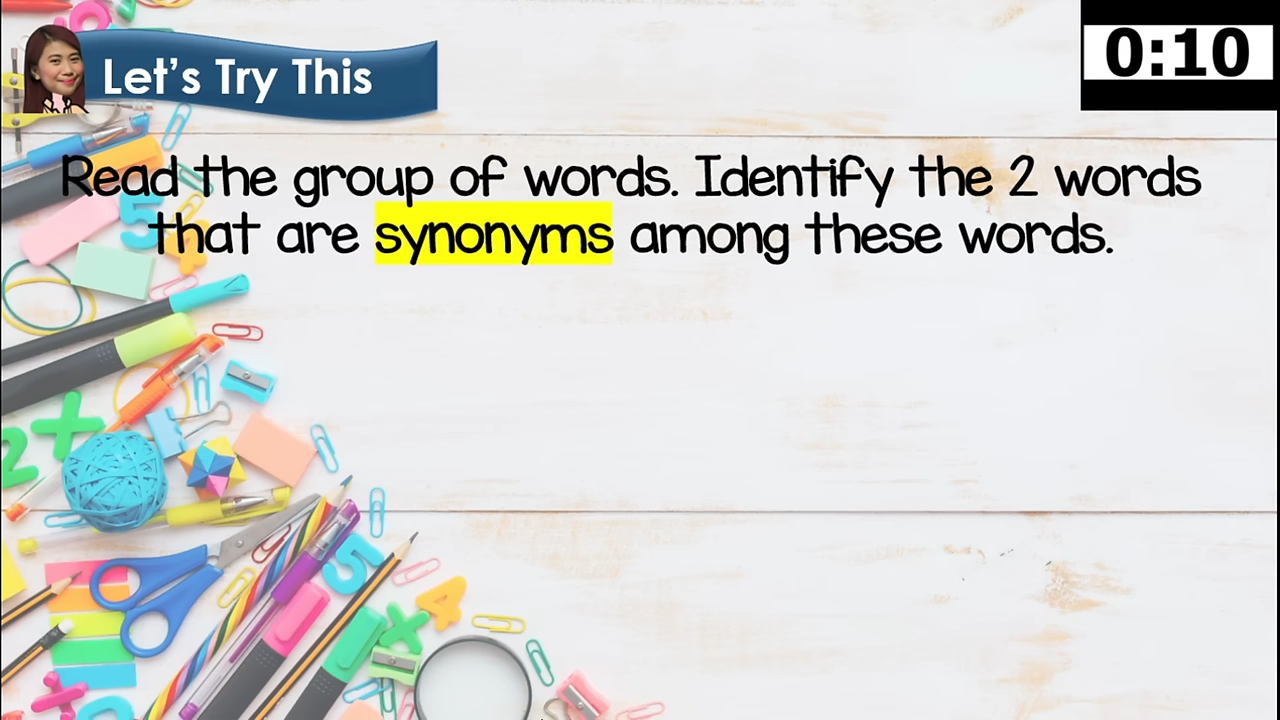 Let's Try This
0:10
Read the group of words. Identify the 2 words
that are synonyms among these words.